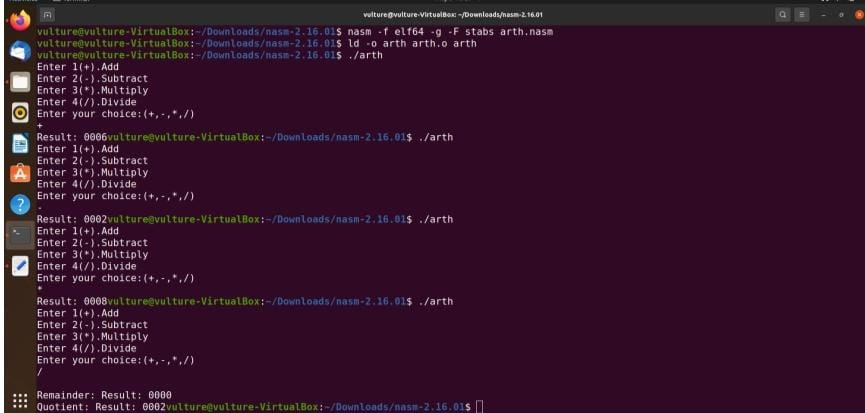 vulture@vulture-VirtualBox: ~/Downloads/nasm-2.16.01
vulture@vulture-VirtualBox:~/Downloads/nasm-2.16.01$ nasm -f elf64 -g -F stabs arth.nasm
vulture@vulture-VirtualBox:~/Downloads/nasm-2.16.01$ ld -o arth arth.o arth
vulture@vulture-VirtualBox:~/Downloads/nasm-2.16.01$ ./arth
Enter 1(+).Add
Enter 2(-).Subtract
Enter 3(*).Multiply
Enter 4(/).Divide
Enter your choice:(+,-,*,/)
+
Result: 0006vulture@vulture-VirtualBox:~/Downloads/nasm-2.16.01$ ./arth
Enter 1(+).Add
Enter 2(-).Subtract
Enter 3(*).Multiply
Enter 4(/).Divide
Enter your choice:(+,-,*,/)
-
Result: 0002vulture@vulture-VirtualBox:~/Downloads/nasm-2.16.01$ ./arth
Enter 1(+).Add
Enter 2(-).Subtract
Enter 3(*).Multiply
Enter 4(/).Divide
Enter your choice:(+,-,*,/)
*
Result: 0008vulture@vulture-VirtualBox:~/Downloads/nasm-2.16.01$ ./arth
Enter 1(+).Add
Enter 2(-).Subtract
Enter 3(*).Multiply
Enter 4(/).Divide
Enter your choice:(+,-,*,/)
/
Remainder: Result: 0000
Quotient: Result: 0002vulture@vulture-VirtualBox:~/Downloads/nasm-2.16.01$